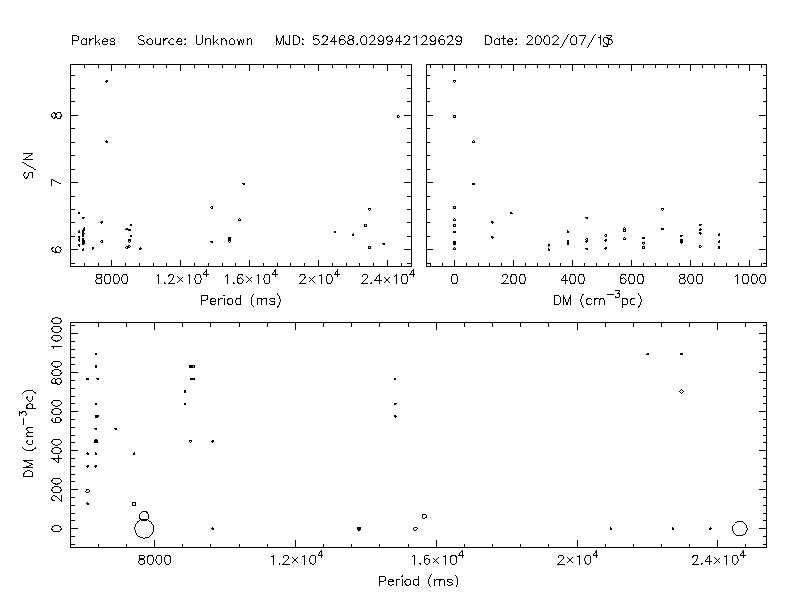 Parkes Source: Unknown MJD: 52468.029942129629 Date: 2002/07/13
S/N
8
7
6
8000 1.2×10⁴ 1.6×10⁴ 2×10⁴ 2.4×10⁴
Period (ms)
0 200 400 600 800 1000
DM (cm⁻³pc)
DM (cm⁻³pc)
1000
800
600
400
200
0
8000 1.2×10⁴ 1.6×10⁴ 2×10⁴ 2.4×10⁴
Period (ms)